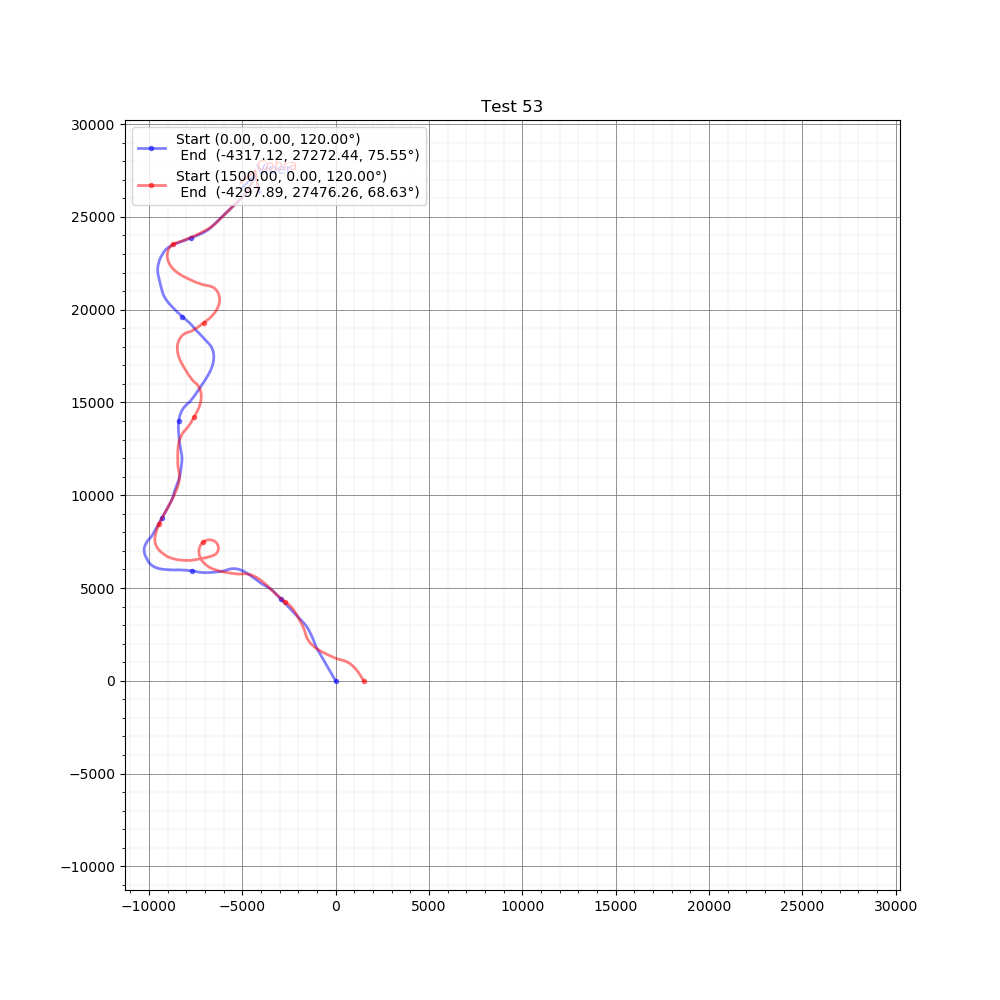 Test 53
Start (0.00, 0.00, 120.00°)
End (-4317.12, 27272.44, 75.55°)
Start (1500.00, 0.00, 120.00°)
End (-4297.89, 27476.26, 68.63°)
30000
25000
20000
15000
10000
5000
0
−5000
−10000
−10000 −5000 0 5000 10000 15000 20000 25000 30000